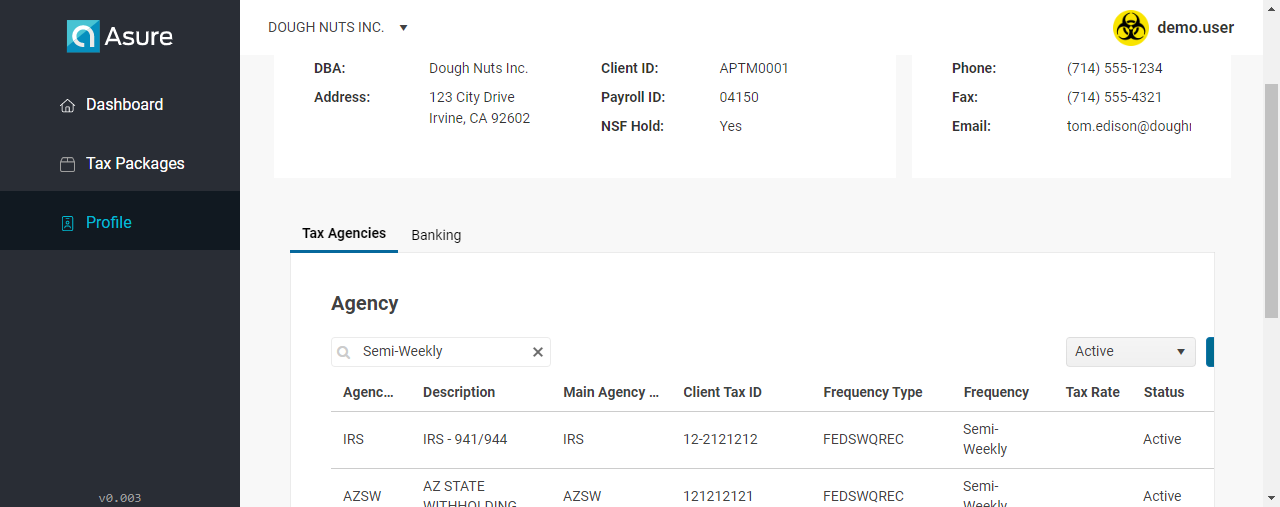 Asure
DOUGH NUTS INC.
demo.user
Dashboard
Tax Packages
Profile
v0.003
DBA: Dough Nuts Inc.
Address: 123 City Drive
Irvine, CA 92602
Client ID: APTM0001
Payroll ID: 04150
NSF Hold: Yes
Phone: (714) 555-1234
Fax: (714) 555-4321
Email: tom.edison@dough
Tax Agencies Banking
Agency
Semi-Weekly
Active
Agenc... Description Main Agency ... Client Tax ID Frequency Type Frequency Tax Rate Status
IRS IRS - 941/944 IRS 12-2121212 FEDSWQREC Semi-
Weekly Active
AZSW AZ STATE
WITHHOLDING AZSW 121212121 FEDSWQREC Semi-
Weekly Active